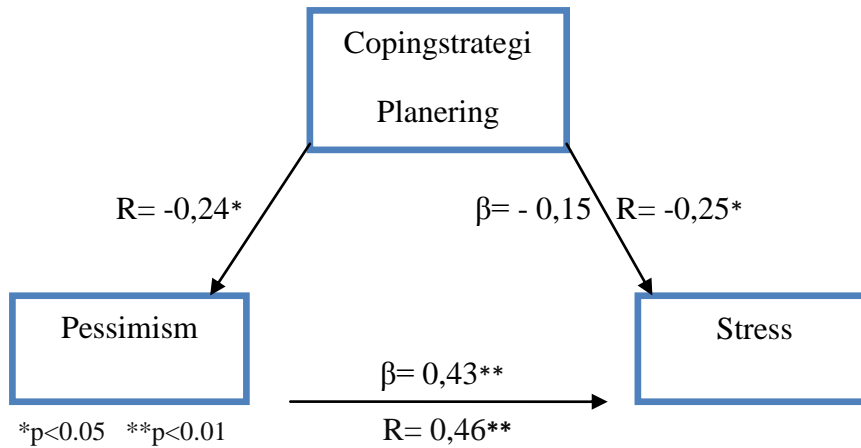 Copingstrategi
Planering
R= -0,24*
β= - 0,15 R= -0,25*
Pessimism
Stress
β= 0,43**
R= 0,46**
*p<0.05 **p<0.01